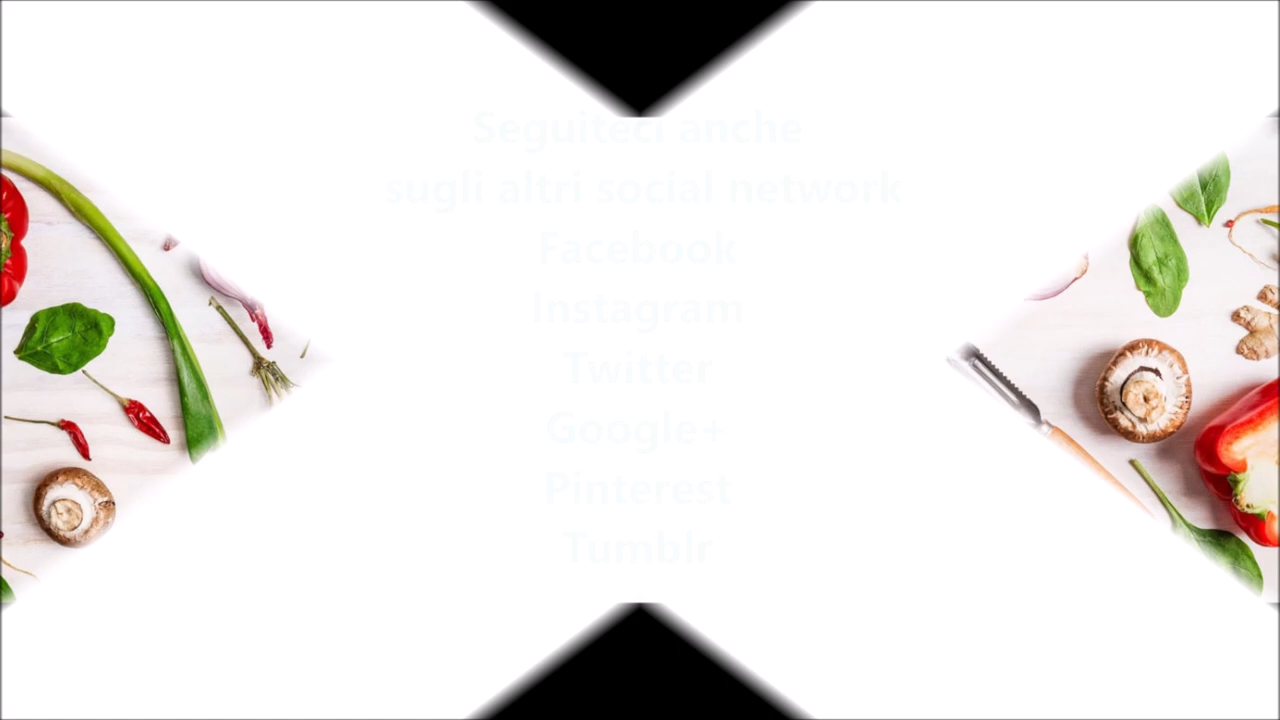 Seguiteci anche
sugli altri social network
Facebook
Instagram
Twitter
Google+
Pinterest
Tumblr